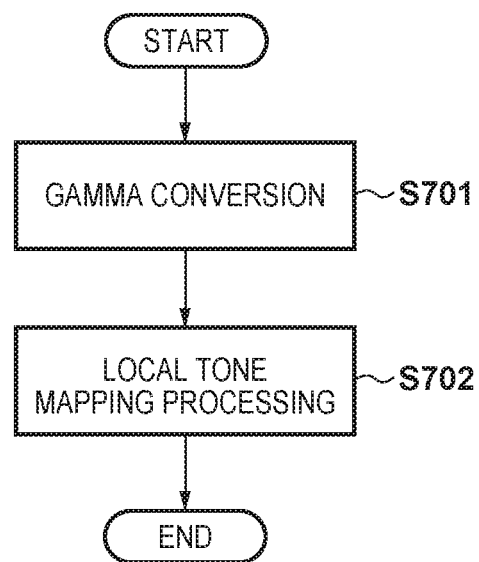 START
GAMMA CONVERSION
S701
LOCAL TONE
MAPPING PROCESSING
S702
END